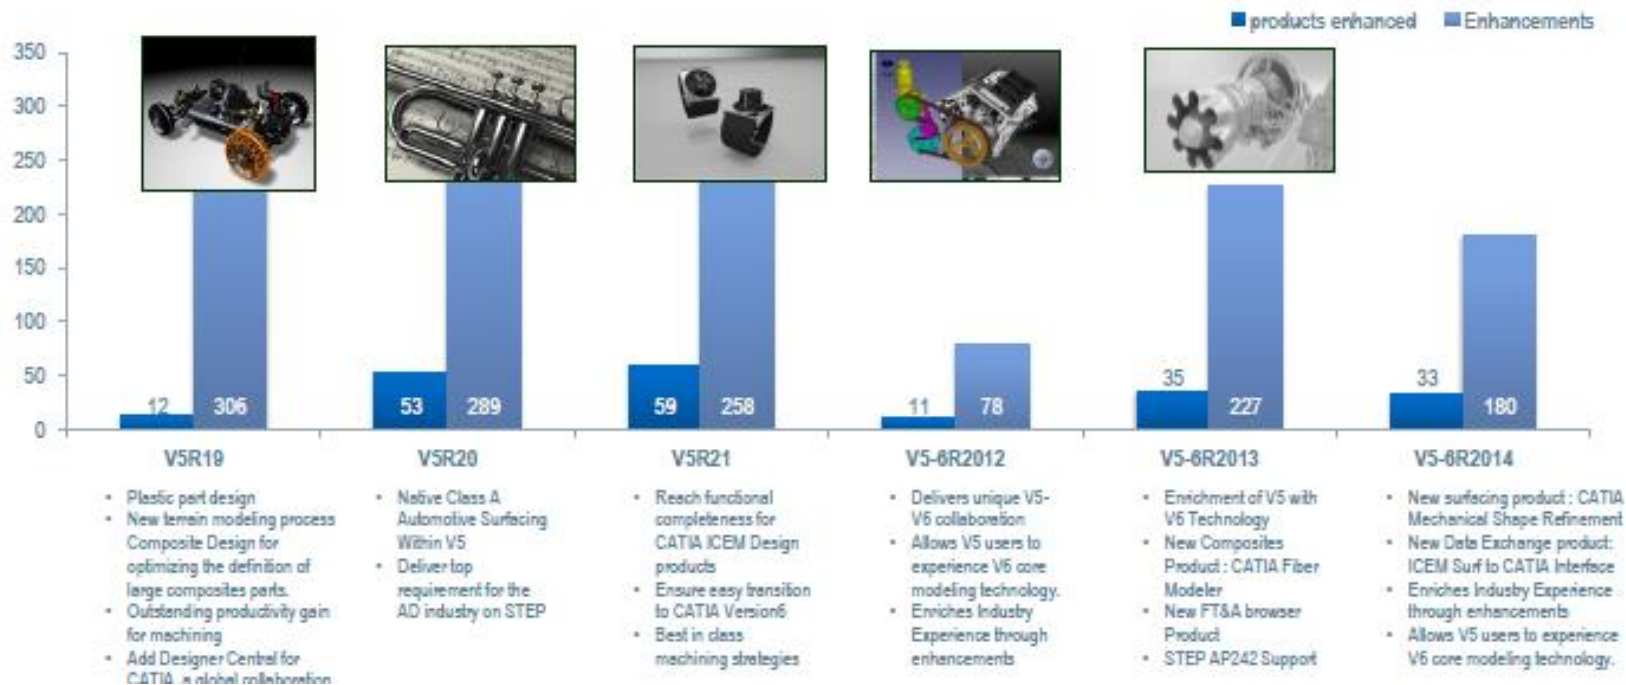 products enhanced Enhancements
350
300
250
200
150
100
50
0
12 306
53 289
59 258
11 78
35 227
33 180
V5R19
• Plastic part design
• New terrain modeling process
Composite Design for
optimizing the definition of
large composites parts.
• Outstanding productivity gain
for machining
• Add Designer Central for
CATIA, a global collaboration
V5R20
• Native Class A
Automotive Surfacing
Within V5
• Deliver top
requirement for the
AD industry on STEP
V5R21
• Reach functional
completeness for
CATIA ICEM Design
products
• Ensure easy transition
to CATIA Version6
• Best in class
machining strategies
V5-6R2012
• Delivers unique V5-
V6 collaboration
• Allows V5 users to
experience V6 core
modeling technology.
• Enriches Industry
Experience through
enhancements
V5-6R2013
• Enrichment of V5 with
V6 Technology
• New Composites
Product : CATIA Fiber
Modeler
• New FT&A browser
Product
• STEP AP242 Support
V5-6R2014
• New surfacing product : CATIA
Mechanical Shape Refinement
• New Data Exchange product:
ICEM Surf to CATIA Interface
• Enriches Industry Experience
through enhancements
• Allows V5 users to experience
V6 core modeling technology.